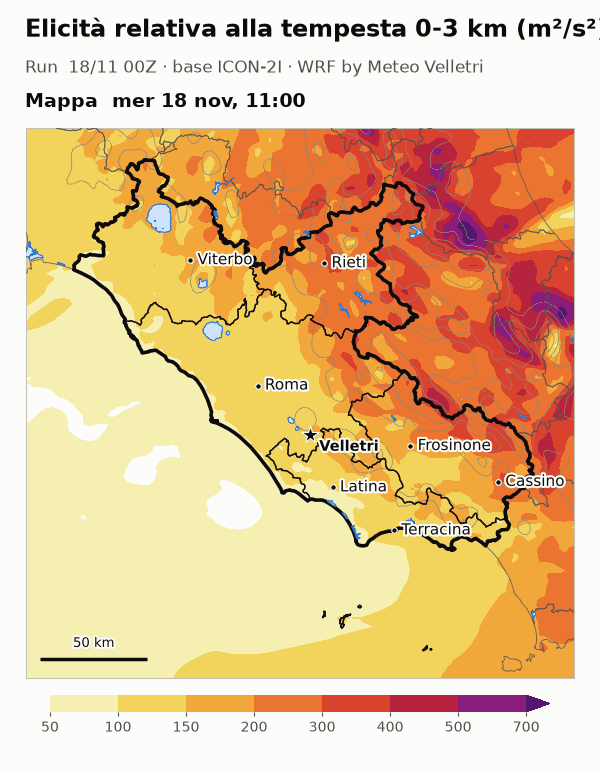 Elicità relativa alla tempesta 0-3 km (m²/s²)
Run  18/11 00Z · base ICON-2I · WRF by Meteo Velletri
Mappa  mer 18 nov, 11:00
Viterbo
Rieti
Roma
Velletri
Frosinone
Latina
Cassino
Terracina
50 km
50 100 150 200 300 400 500 700